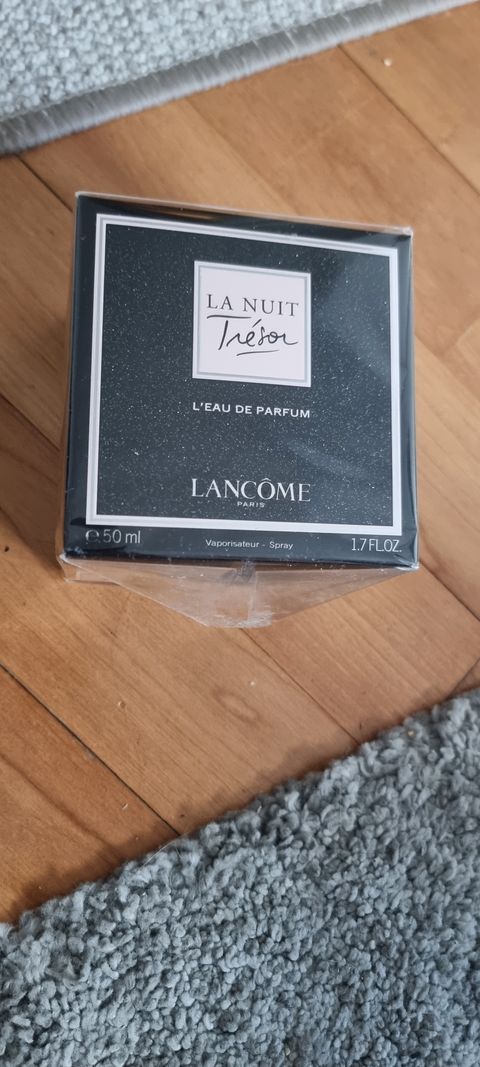 LA NUIT
Trésor
L'EAU DE PARFUM
LANCÔME
PARIS
℮ 50 ml
Vaporisateur - Spray
1.7 FL.OZ.